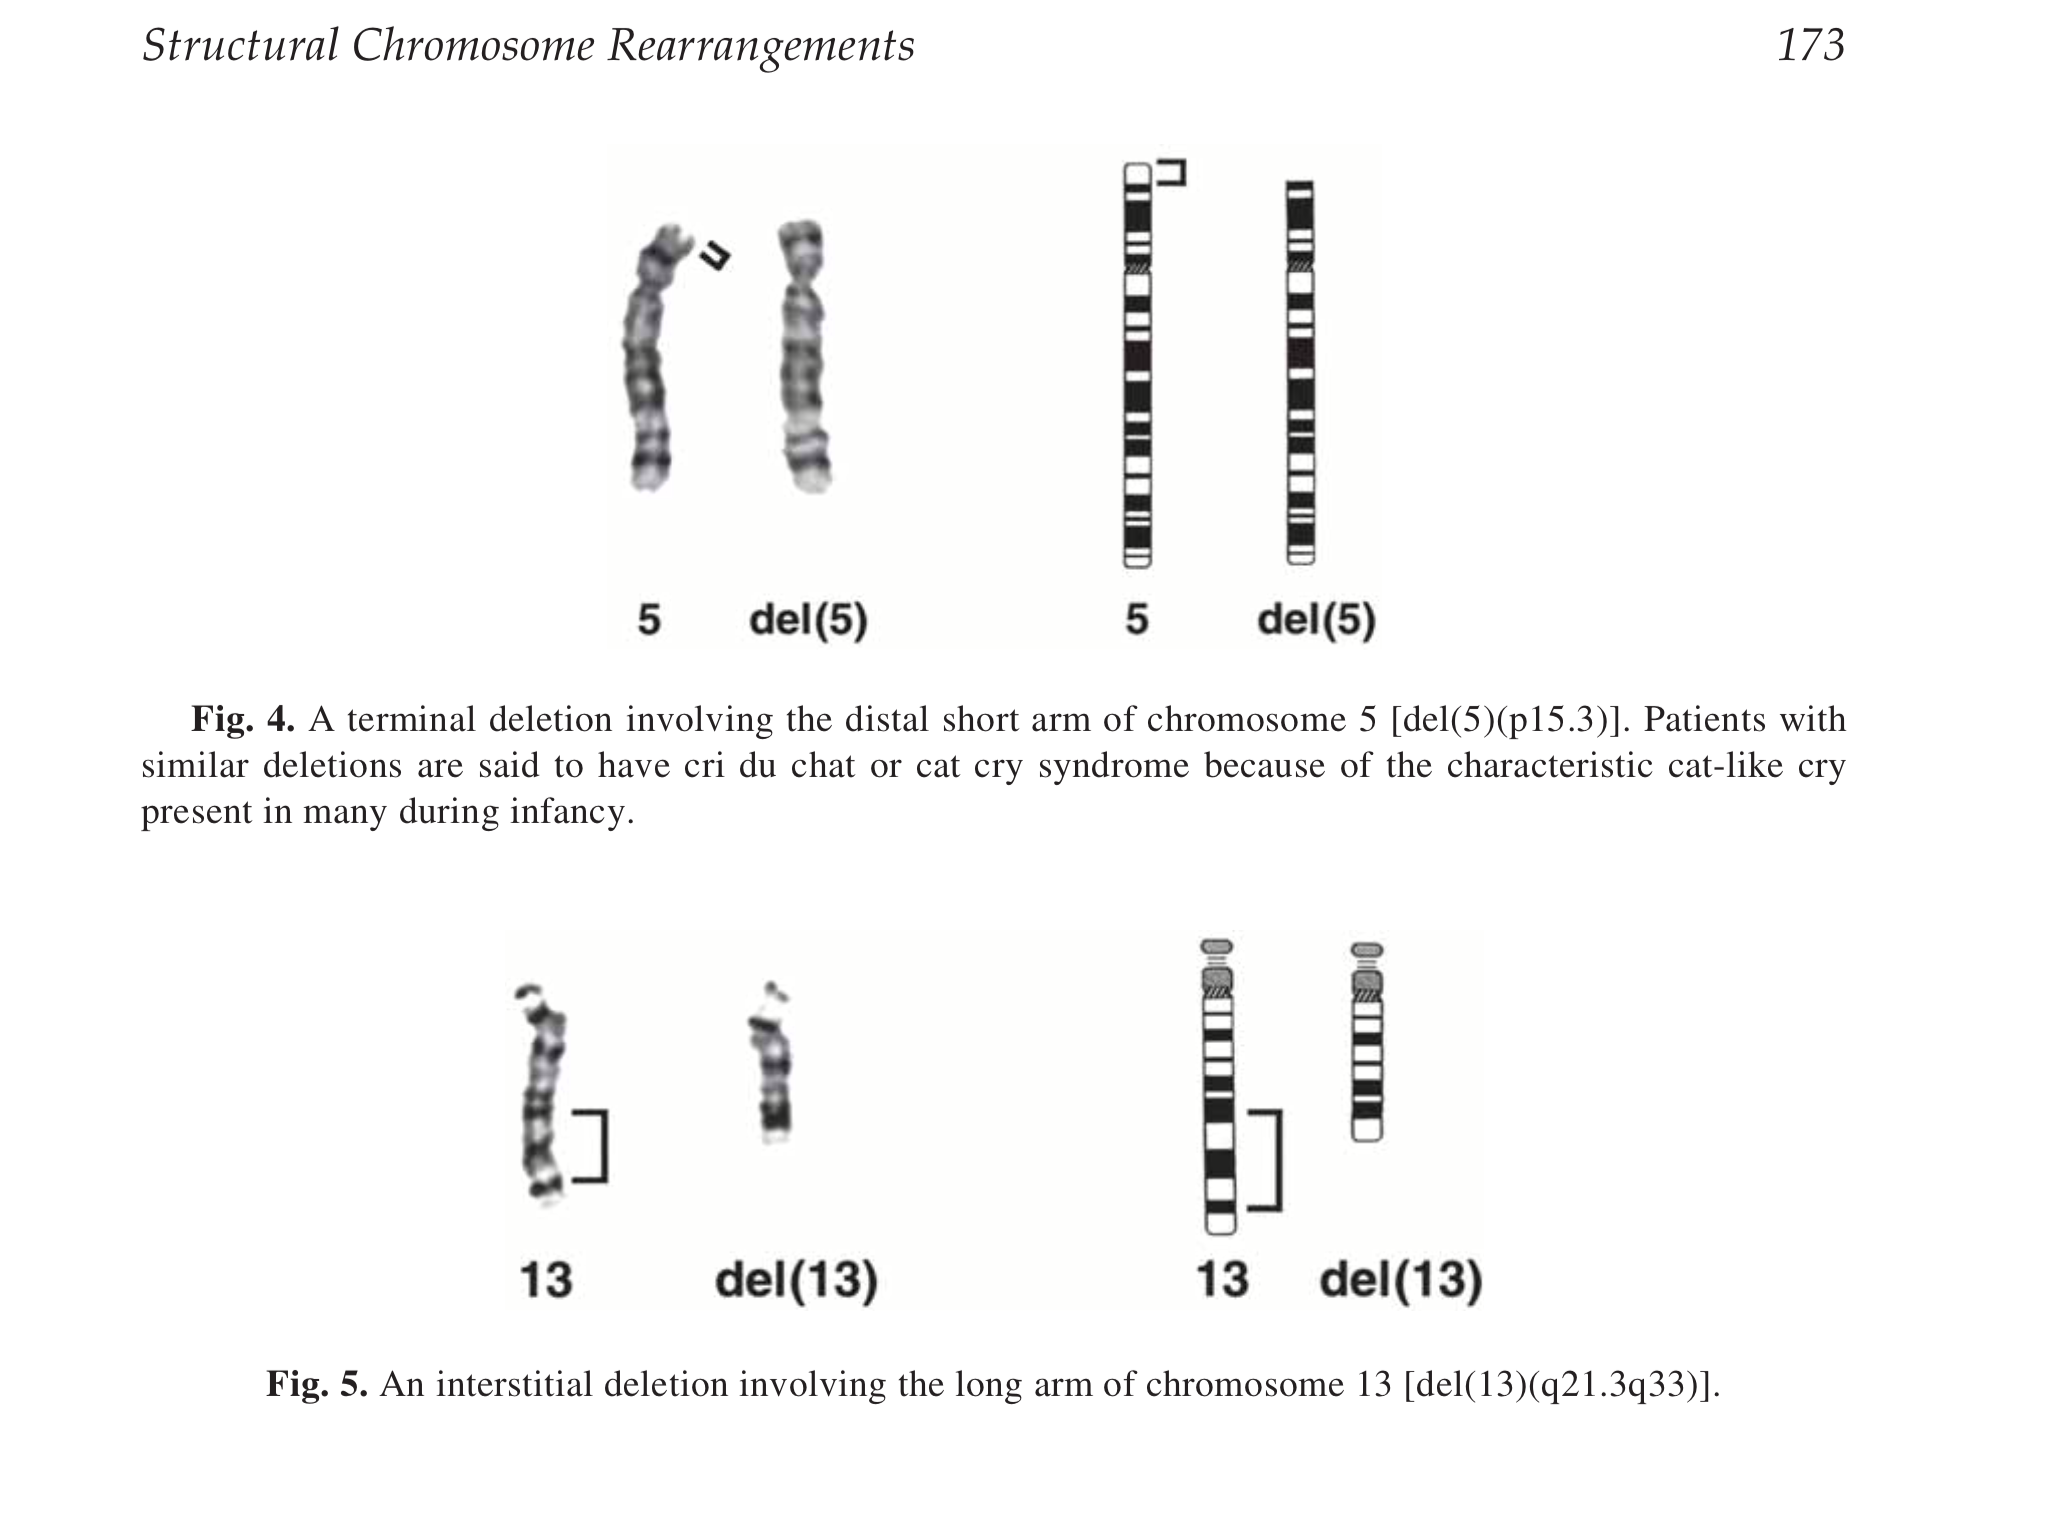 Structural Chromosome Rearrangements 173
5 del(5) 5 del(5)
Fig. 4. A terminal deletion involving the distal short arm of chromosome 5 [del(5)(p15.3)]. Patients with
similar deletions are said to have cri du chat or cat cry syndrome because of the characteristic cat-like cry
present in many during infancy.
13 del(13) 13 del(13)
Fig. 5. An interstitial deletion involving the long arm of chromosome 13 [del(13)(q21.3q33)].